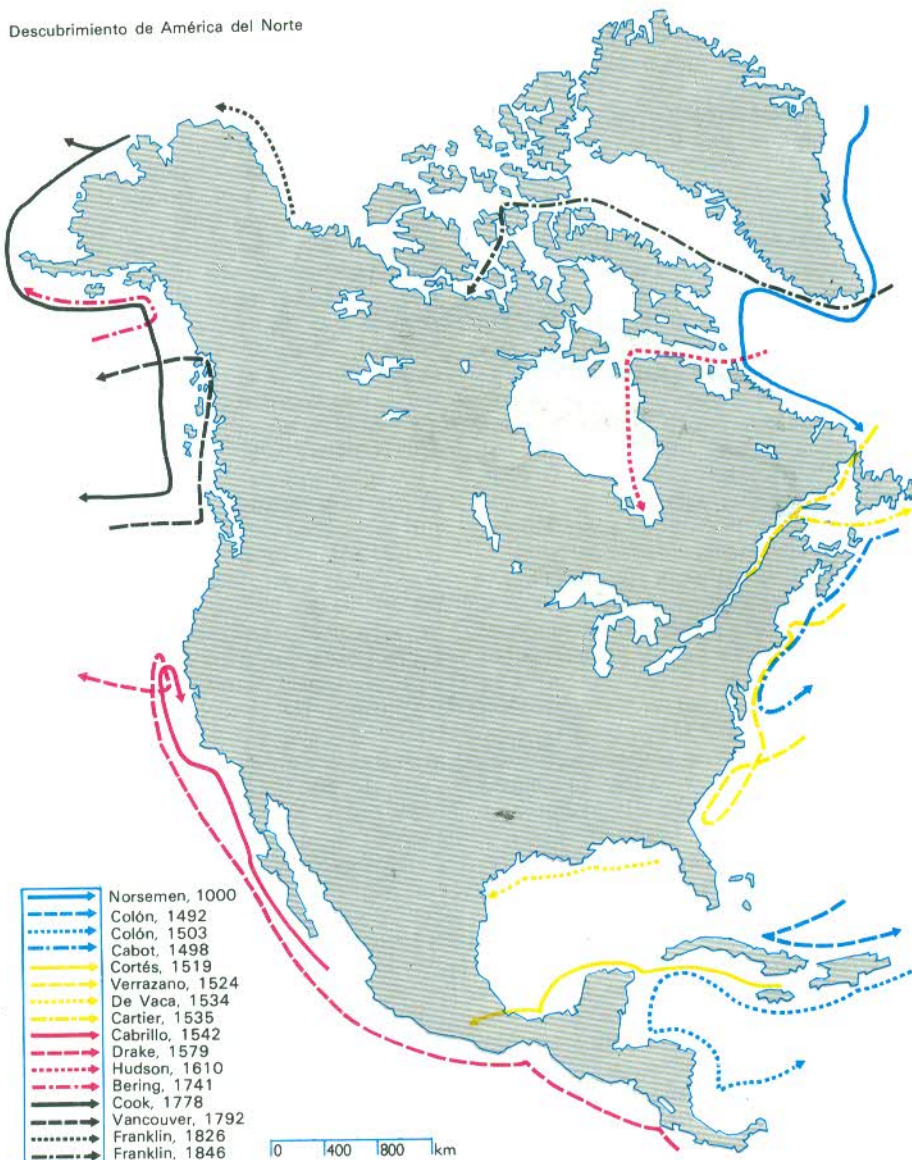 Descubrimiento de América del Norte
Norsemen, 1000
Colón, 1492
Colón, 1503
Cabot, 1498
Cortés, 1519
Verrazano, 1524
De Vaca, 1534
Cartier, 1535
Cabrillo, 1542
Drake, 1579
Hudson, 1610
Bering, 1741
Cook, 1778
Vancouver, 1792
Franklin, 1826
Franklin, 1846
0 400 800 km